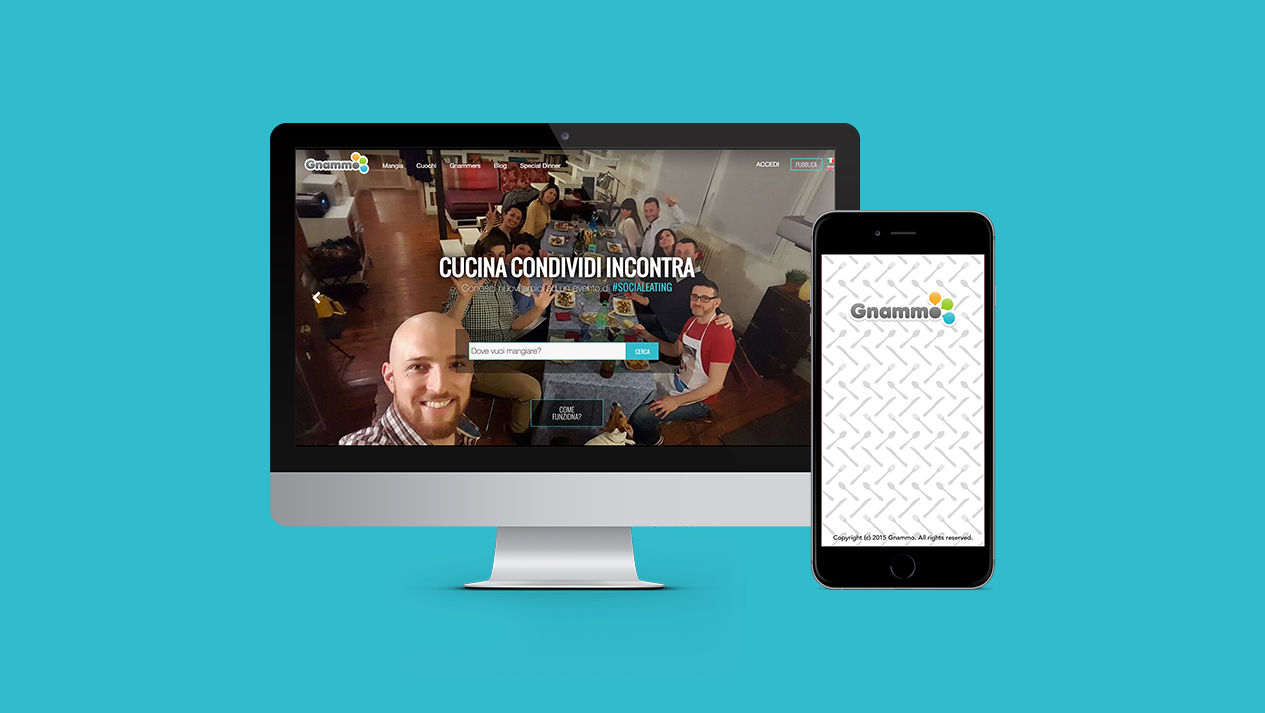 Gnammo Mangia Cuochi Gnammers Blog Special Dinner ACCEDI PUBBLICA
CUCINA CONDIVIDI INCONTRA
Conosci nuovi amici ad un evento di #SOCIALEATING
Dove vuoi mangiare? CERCA
COME
FUNZIONA?
Gnammo
Copyright (c) 2015 Gnammo. All rights reserved.